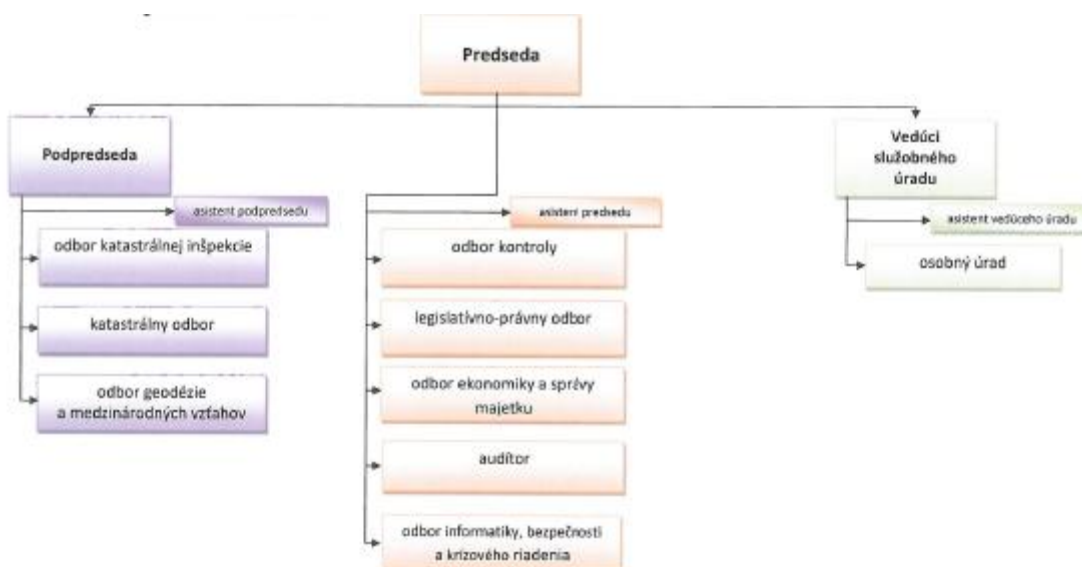 Predseda
Podpredseda
Vedúci
služobného
úradu
asistent podpredsedu
asistent predsedu
asistent vedúceho úradu
odbor katastrálnej inšpekcie
odbor kontroly
osobný úrad
katastrálny odbor
legislatívno-právny odbor
odbor geodézie
a medzinárodných vzťahov
odbor ekonomiky a správy
majetku
audítor
odbor informatiky, bezpečnosti
a krízového riadenia